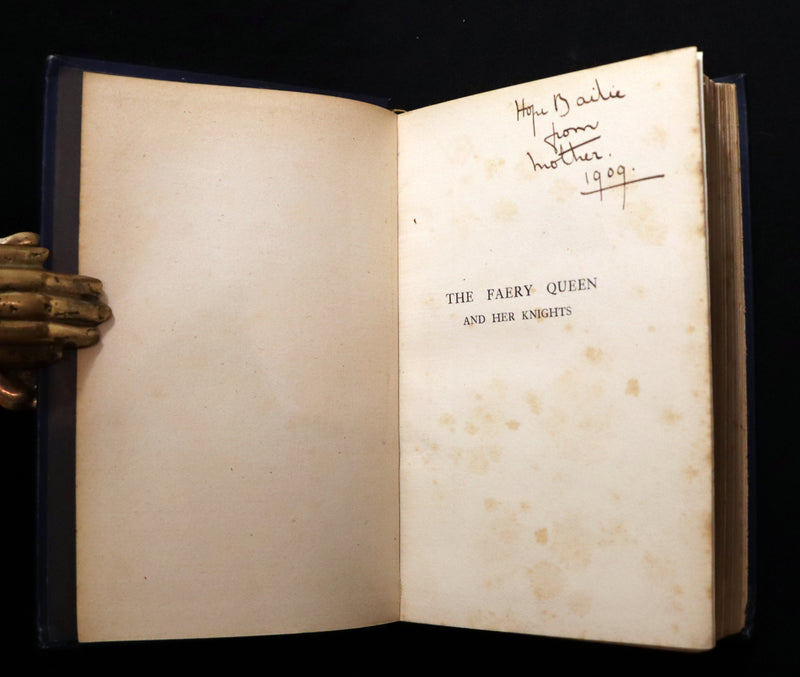 Hope Bailie
from
Mother.
1909.
THE FAERY QUEEN
AND HER KNIGHTS